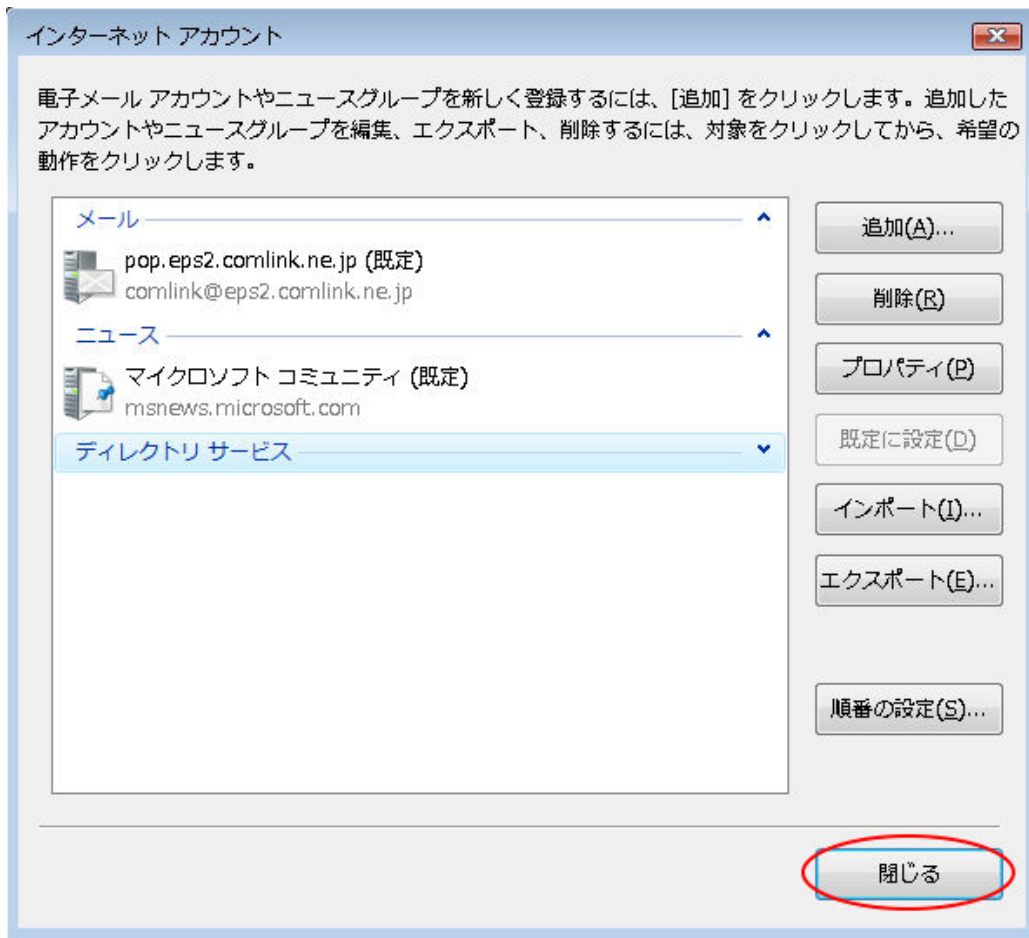 インターネット アカウント
電子メール アカウントやニュースグループを新しく登録するには、[追加] をクリックします。追加した
アカウントやニュースグループを編集、エクスポート、削除するには、対象をクリックしてから、希望の
動作をクリックします。
メール
pop.eps2.comlink.ne.jp (既定)
comlink@eps2.comlink.ne.jp
ニュース
マイクロソフト コミュニティ (既定)
msnews.microsoft.com
ディレクトリ サービス
追加(A)...
削除(R)
プロパティ(P)
既定に設定(D)
インポート(I)...
エクスポート(E)...
順番の設定(S)...
閉じる